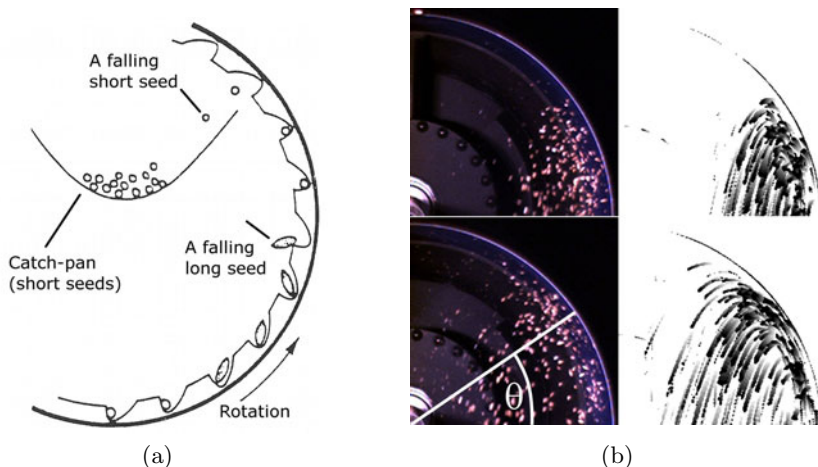 A falling
short seed
Catch-pan
(short seeds)
A falling
long seed
Rotation
θ
(a)
(b)